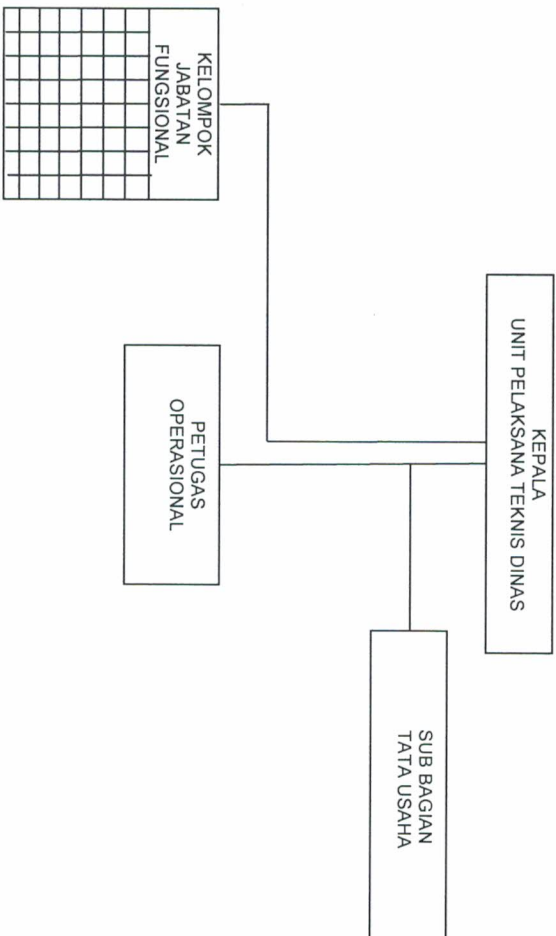 KEPALA
UNIT PELAKSANA TEKNIS DINAS
SUB BAGIAN
TATA USAHA
KELOMPOK
JABATAN
FUNGSIONAL
PETUGAS
OPERASIONAL